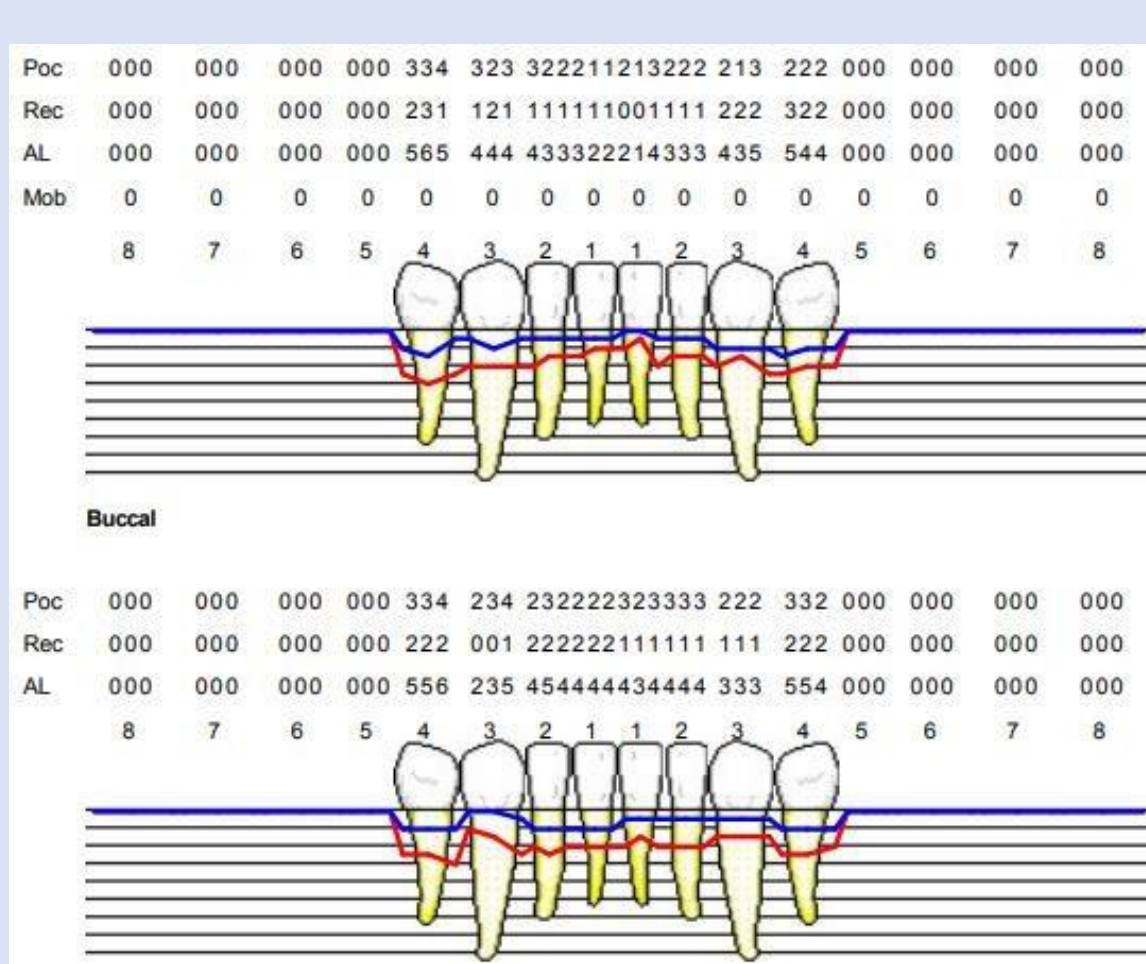 Poc 000 000 000 000 334 323 322211213222 213 222 000 000 000 000
Rec 000 000 000 000 231 121 111111001111 222 322 000 000 000 000
AL 000 000 000 000 565 444 433322214333 435 544 000 000 000 000
Mob 0 0 0 0 0 0 0 0 0 0 0 0 0 0 0 0
8 7 6 5 4 3 2 1 1 2 3 4 5 6 7 8
Buccal
Poc 000 000 000 000 334 234 232222323333 222 332 000 000 000 000
Rec 000 000 000 000 222 001 222222111111 111 222 000 000 000 000
AL 000 000 000 000 556 235 454444434444 333 554 000 000 000 000
8 7 6 5 4 3 2 1 1 2 3 4 5 6 7 8